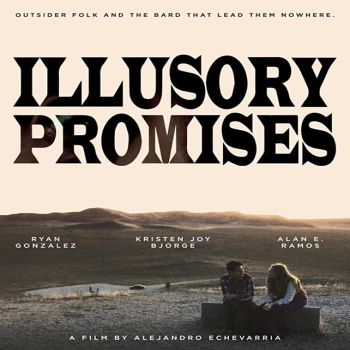 OUTSIDER FOLK AND THE BARD THAT LEAD THEM NOWHERE.
ILLUSORY
PROMISES
RYAN
GONZALEZ
KRISTEN JOY
BJORGE
ALAN E.
RAMOS
A FILM BY ALEJANDRO ECHEVARRIA